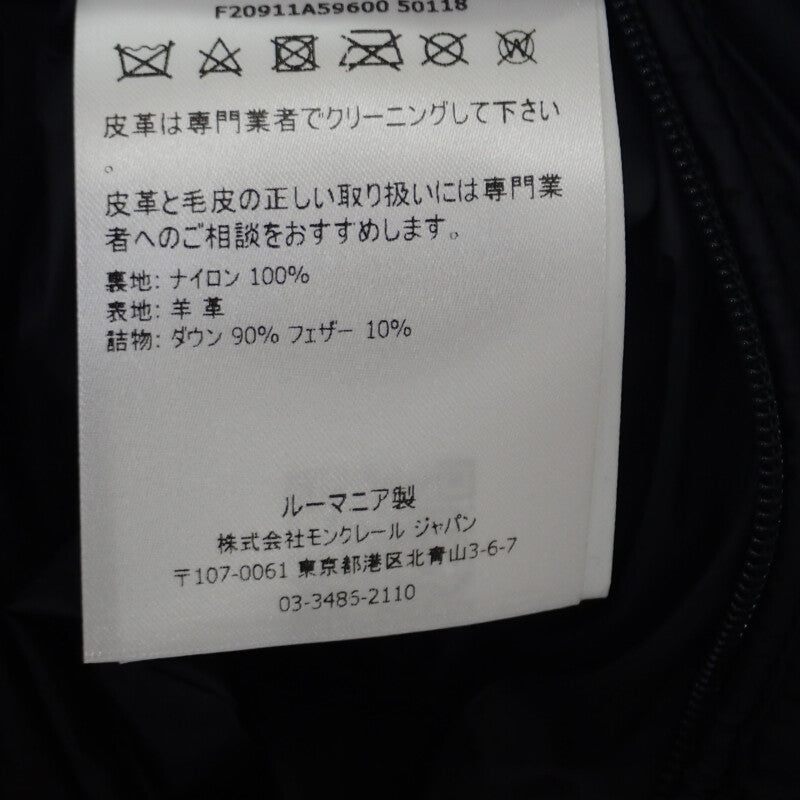 F20911A59600 50118
皮革は専門業者でクリーニングして下さい
。
皮革と毛皮の正しい取り扱いには専門業
者へのご相談をおすすめします。
裏地: ナイロン 100%
表地: 羊 革
詰物: ダウン 90% フェザー 10%
ルーマニア製
株式会社モンクレール ジャパン
〒107-0061 東京都港区北青山3-6-7
03-3485-2110